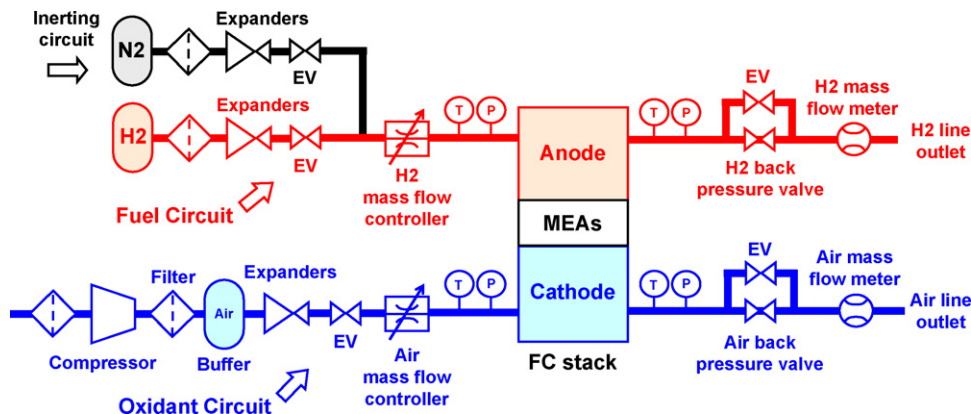 Inerting
circuit
N2
Expanders
EV
H2
Expanders
EV
Fuel Circuit
H2
mass flow
controller
T
P
Anode
MEAs
Cathode
FC stack
T
P
EV
H2 back
pressure valve
H2 mass
flow meter
H2 line
outlet
Compressor
Filter
Air
Buffer
Expanders
EV
Oxidant Circuit
Air
mass flow
controller
T
P
T
P
EV
Air back
pressure valve
Air mass
flow meter
Air line
outlet